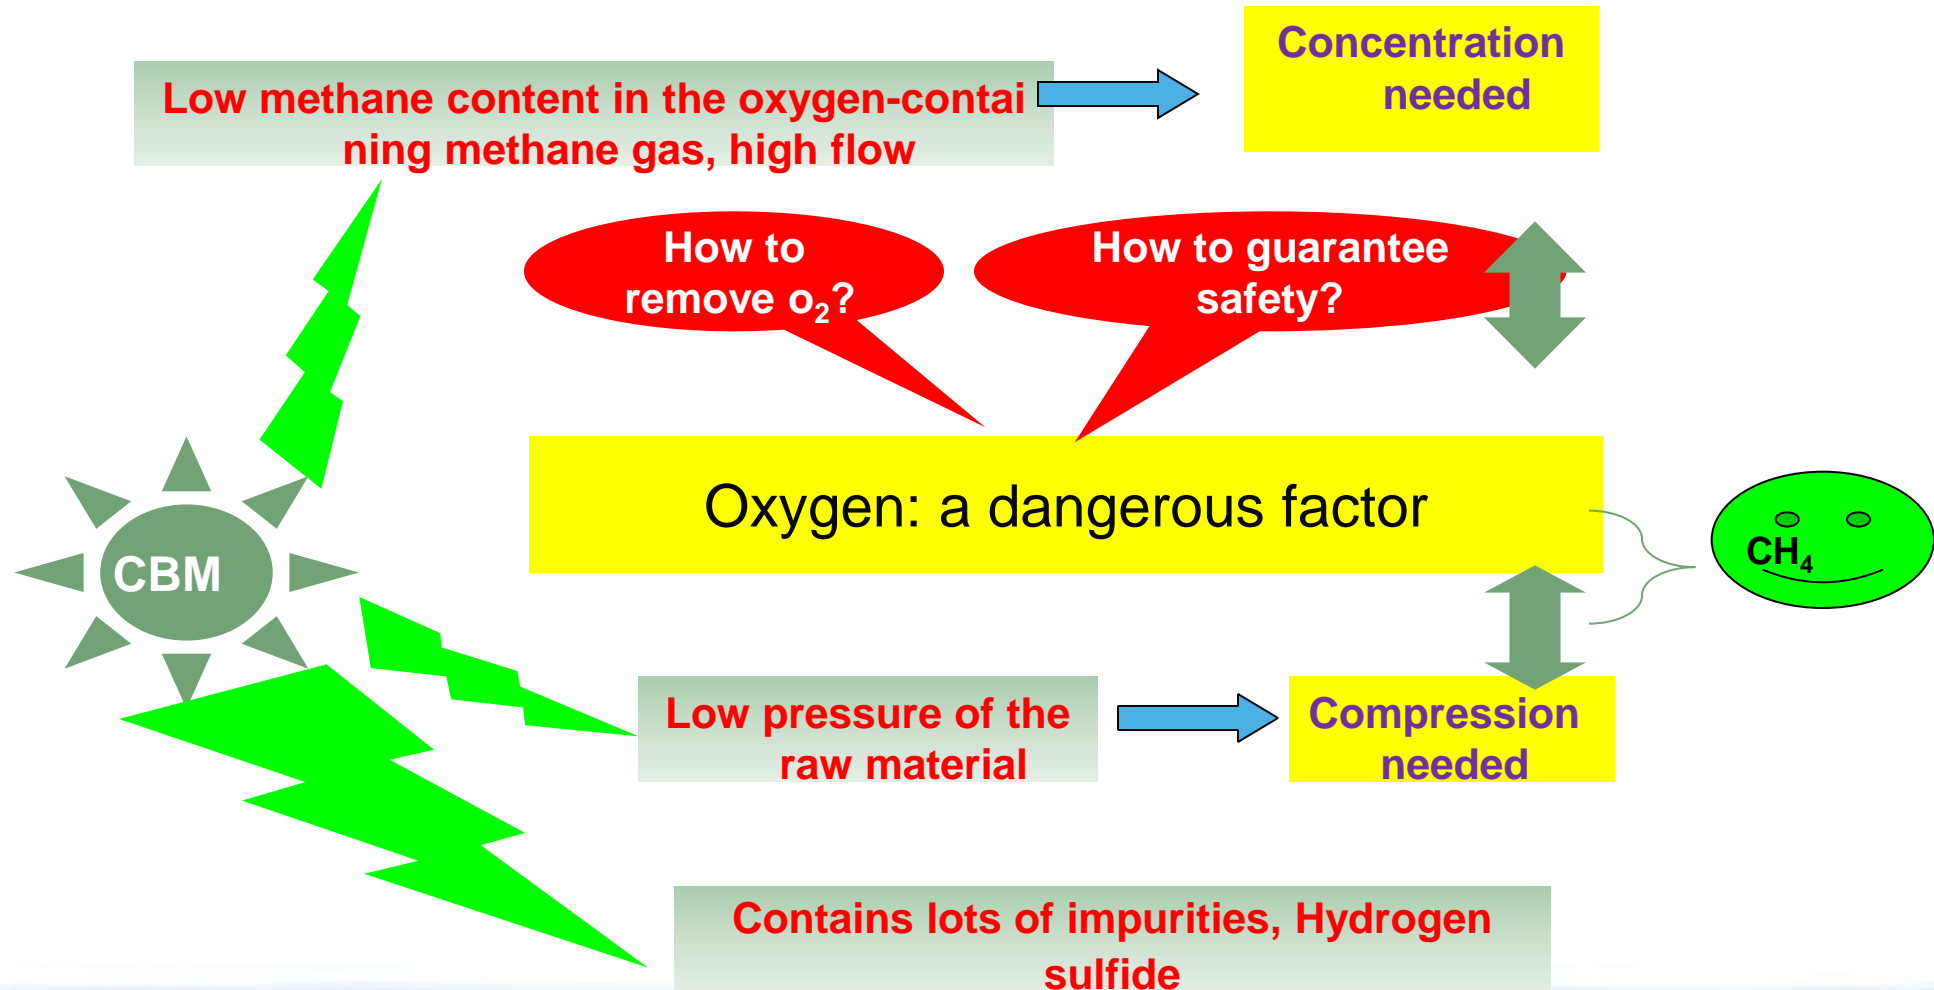 Concentration
needed
Low methane content in the oxygen-contai
ning methane gas, high flow
How to
remove o₂?
How to guarantee
safety?
Oxygen: a dangerous factor
CH₄
CBM
Low pressure of the
raw material
Compression
needed
Contains lots of impurities, Hydrogen
sulfide